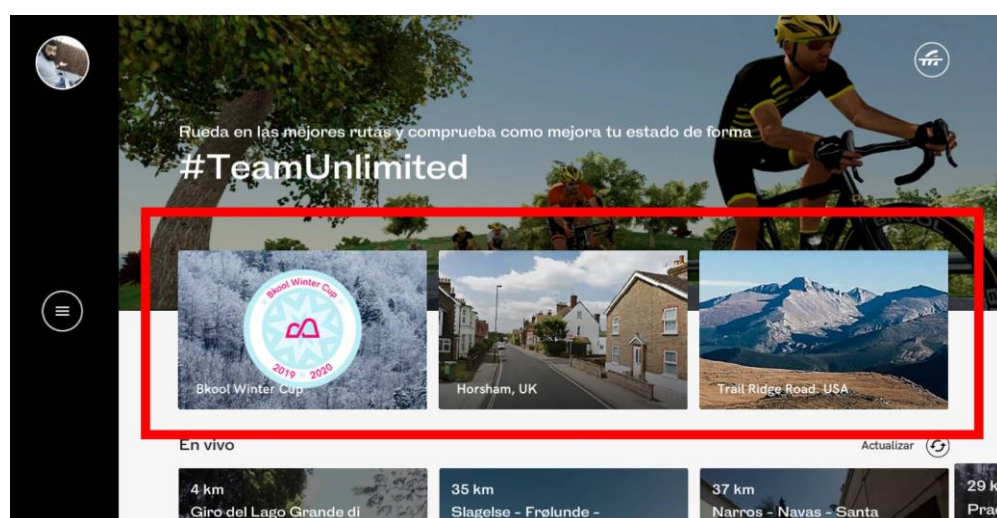 Rueda en las mejores rutas y comprueba como mejora tu estado de forma
#TeamUnlimited
Bkool Winter Cup
2019 2020
Bkool Winter Cup
Horsham, UK
Trail Ridge Road. USA
En vivo
Actualizar
4 km
Giro del Lago Grande di
35 km
Slagelse - Frølunde -
37 km
Narros - Navas - Santa
29 k